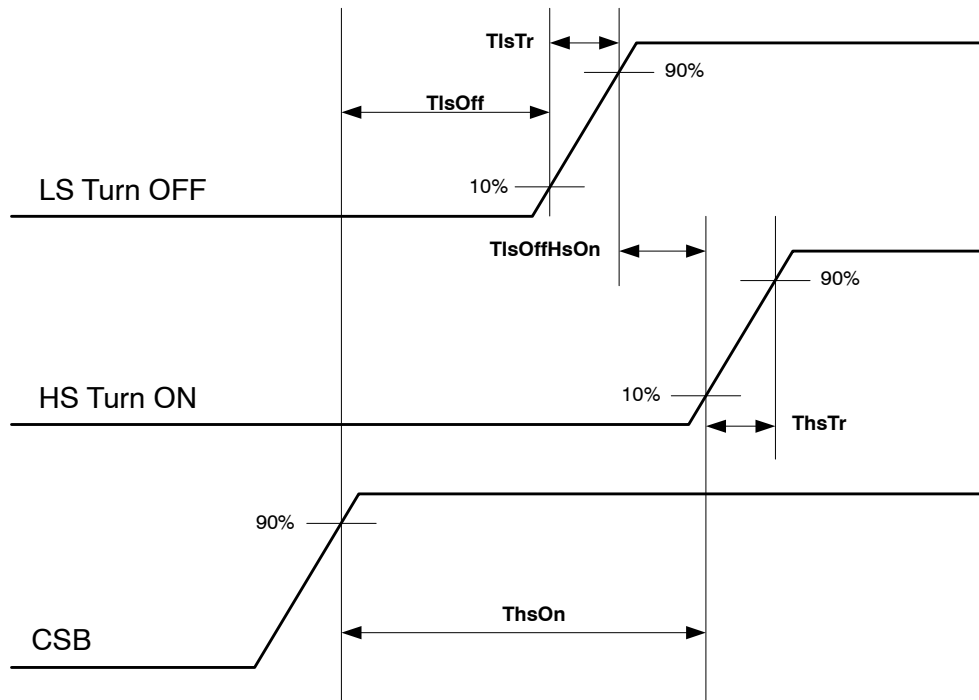 TlsTr
90%
TlsOff
10%
LS Turn OFF
TlsOffHsOn
90%
10%
HS Turn ON
ThsTr
90%
ThsOn
CSB